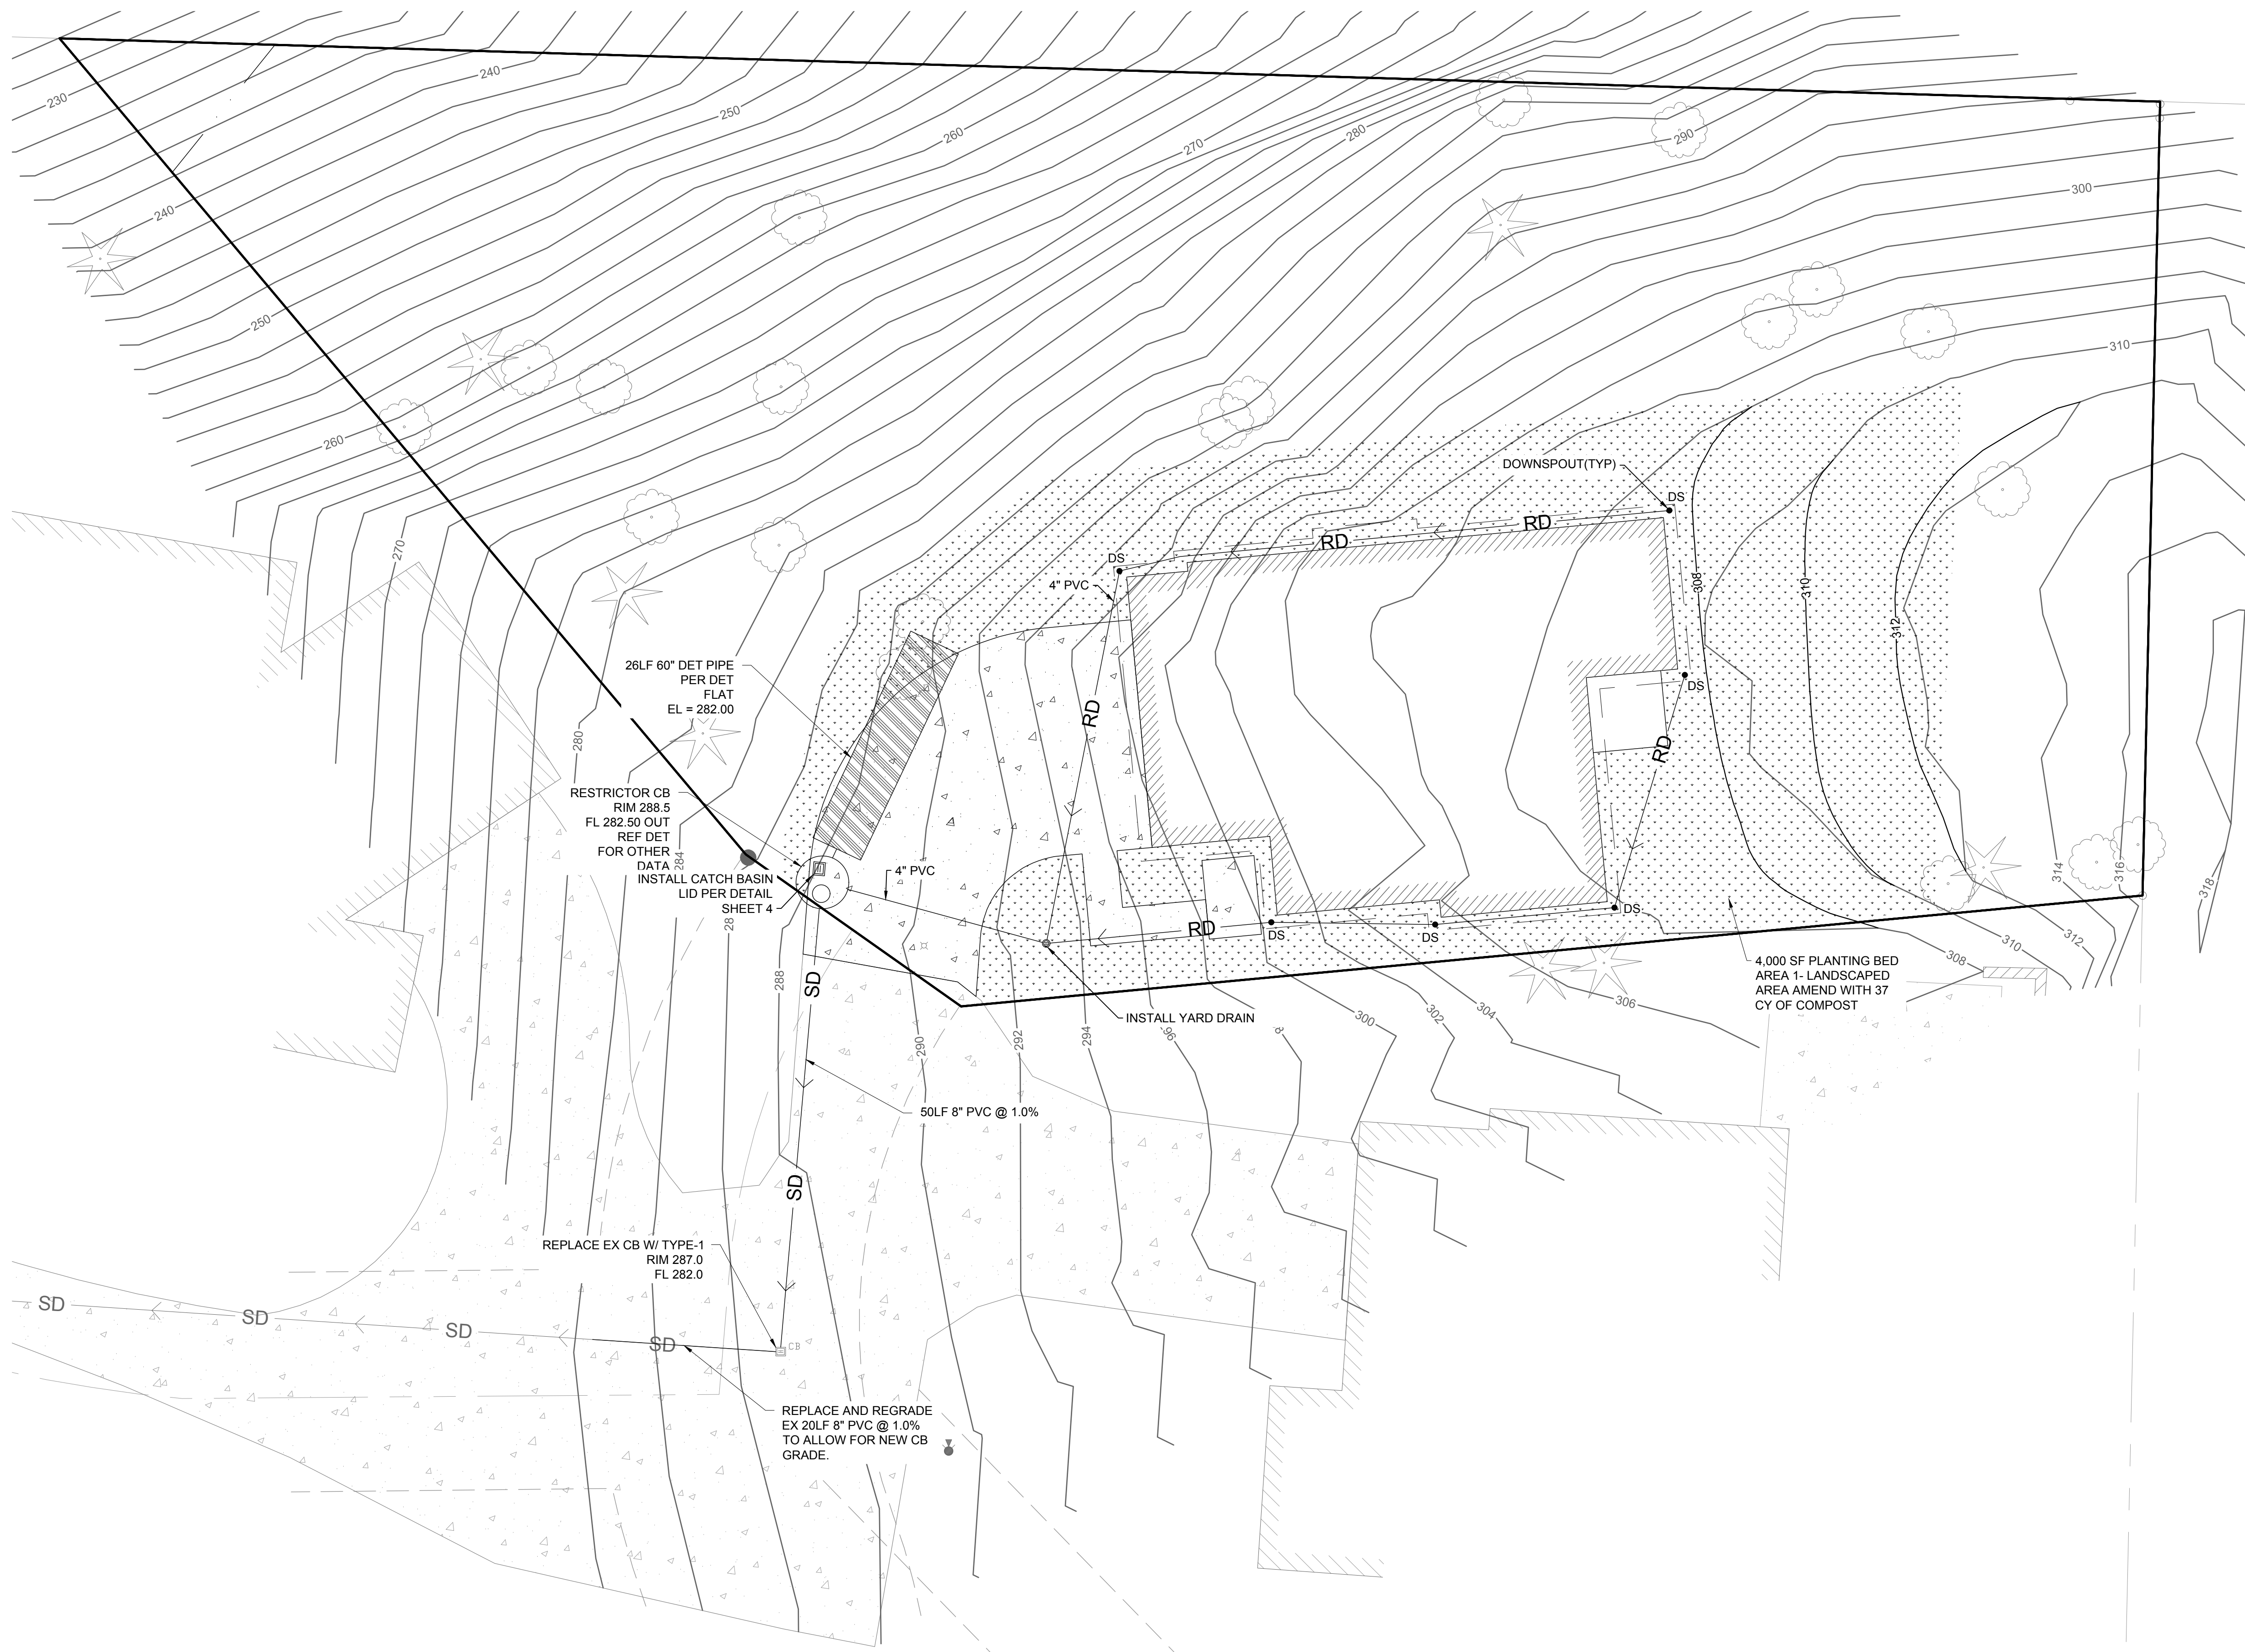 240
230
250
260
270
280
290
300
240
250
260
270
310
DOWNSPOUT(TYP)
DS
RD
RD
DS
4" PVC
308
310
312
26LF 60" DET PIPE
PER DET
FLAT
EL = 282.00
RD
DS
RD
280
RESTRICTOR CB
RIM 288.5
FL 282.50 OUT
REF DET
FOR OTHER
DATA
284
INSTALL CATCH BASIN
LID PER DETAIL
SHEET 4
4" PVC
314
316
318
28
RD
DS
DS
DS
288
SD
4,000 SF PLANTING BED
AREA 1- LANDSCAPED
AREA AMEND WITH 37
CY OF COMPOST
308
310
312
INSTALL YARD DRAIN
290
292
294
96
8
300
302
304
306
50LF 8" PVC @ 1.0%
SD
REPLACE EX CB W/ TYPE-1
RIM 287.0
FL 282.0
SD
SD
SD
SD
CB
REPLACE AND REGRADE
EX 20LF 8" PVC @ 1.0%
TO ALLOW FOR NEW CB
GRADE.